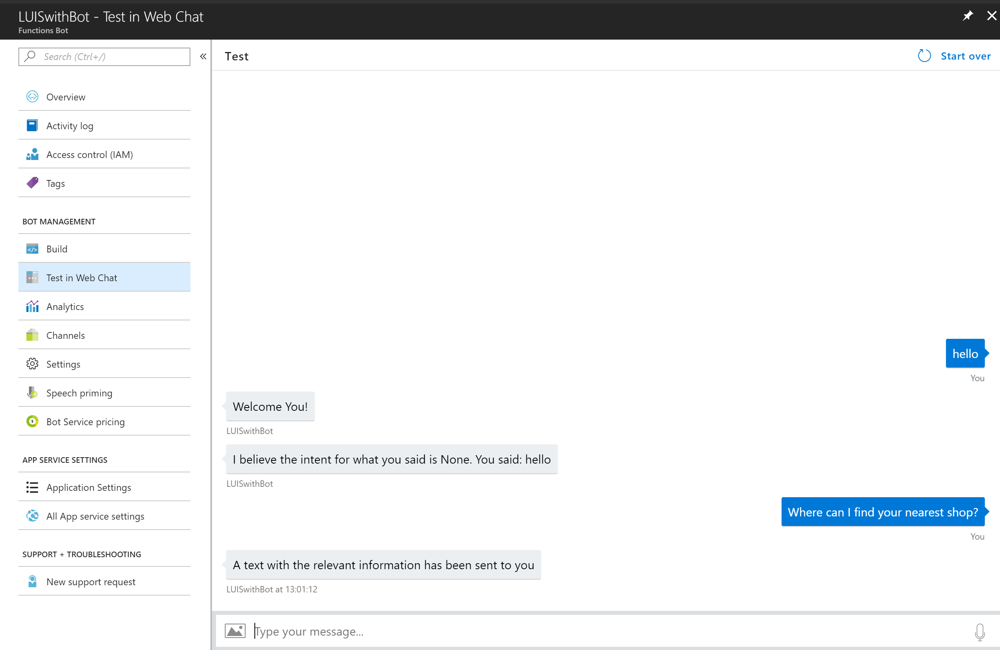 LUISwithBot - Test in Web Chat
Functions Bot
Search (Ctrl+/)
Overview
Activity log
Access control (IAM)
Tags
BOT MANAGEMENT
Build
Test in Web Chat
Analytics
Channels
Settings
Speech priming
Bot Service pricing
APP SERVICE SETTINGS
Application Settings
All App service settings
SUPPORT + TROUBLESHOOTING
New support request
Test
Start over
hello
You
Welcome You!
LUISwithBot
I believe the intent for what you said is None. You said: hello
LUISwithBot
Where can I find your nearest shop?
You
A text with the relevant information has been sent to you
LUISwithBot at 13:01:12
Type your message...